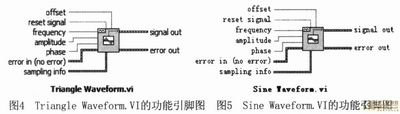 offset
reset signal
frequency
amplitude
phase
error in (no error)
sampling info
signal out
error out
Triangle Waveform.vi
图4 Triangle Waveform.VI的功能引脚图
offset
reset signal
frequency
amplitude
phase
error in (no error)
sampling info
signal out
error out
Sine Waveform.vi
图5 Sine Waveform.VI的功能引脚图